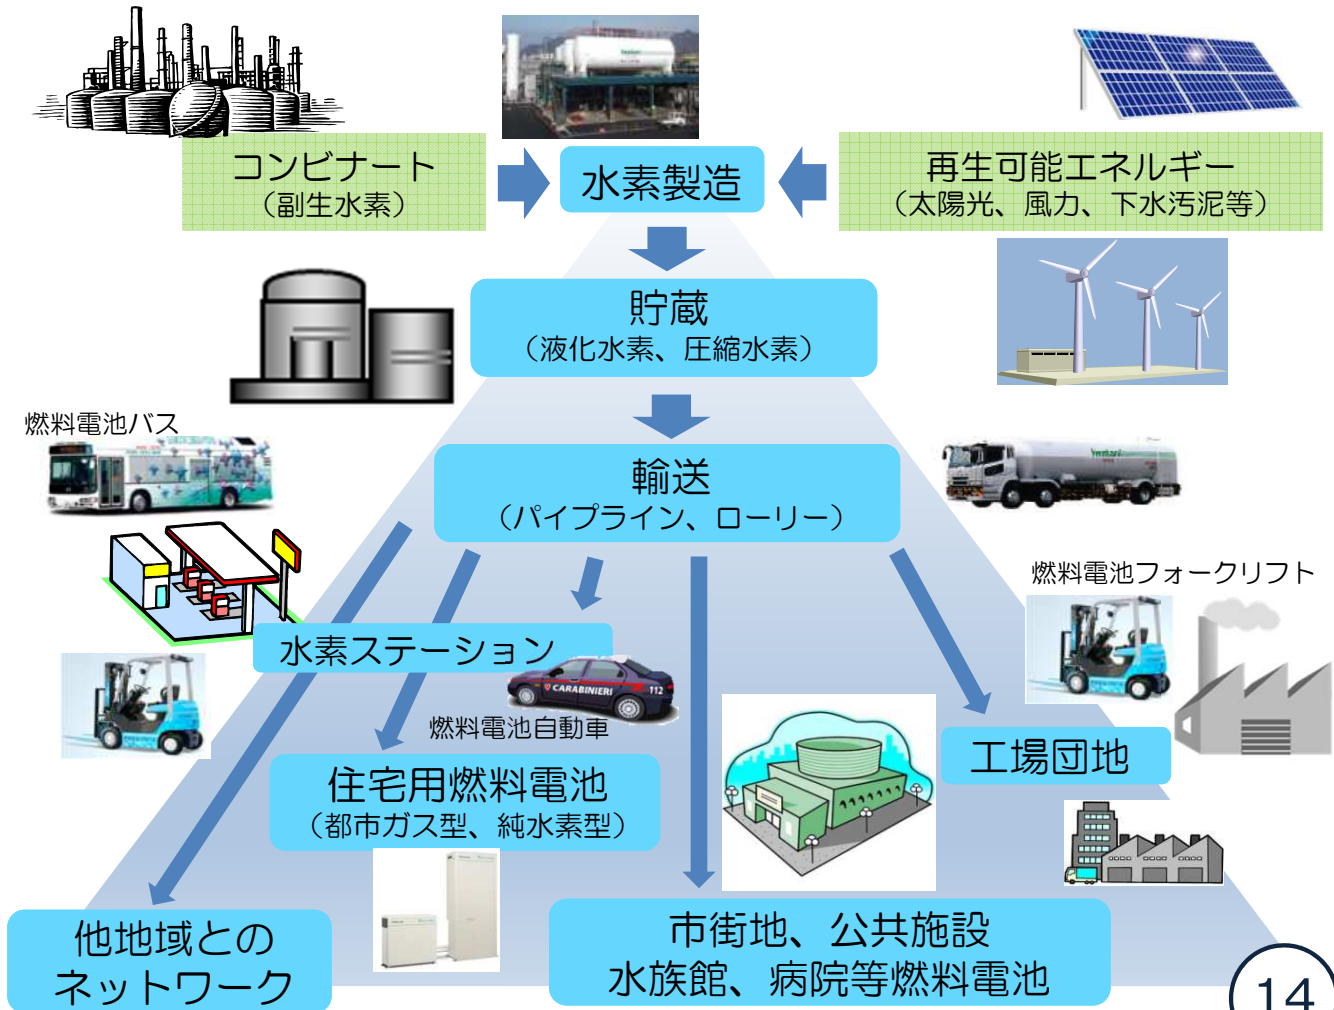 コンビナート
（副生水素）
水素製造
再生可能エネルギー
（太陽光、風力、下水汚泥等）
貯蔵
（液化水素、圧縮水素）
燃料電池バス
輸送
（パイプライン、ローリー）
燃料電池フォークリフト
水素ステーション
CARABINIERI 112
燃料電池自動車
工場団地
住宅用燃料電池
（都市ガス型、純水素型）
他地域との
ネットワーク
市街地、公共施設
水族館、病院等燃料電池
14